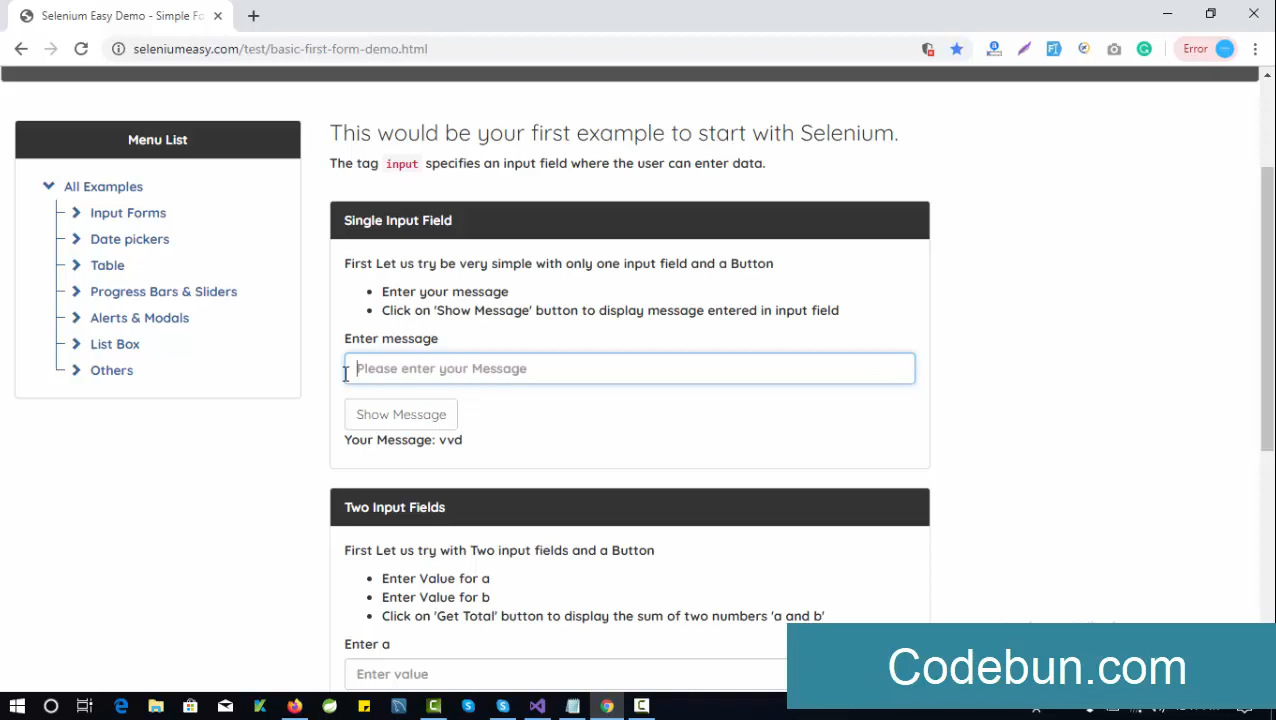 Selenium Easy Demo - Simple Fo
seleniumeasy.com/test/basic-first-form-demo.html
Error
Menu List
All Examples
Input Forms
Date pickers
Table
Progress Bars & Sliders
Alerts & Modals
List Box
Others
This would be your first example to start with Selenium.
The tag input specifies an input field where the user can enter data.
Single Input Field
First Let us try be very simple with only one input field and a Button
Enter your message
Click on 'Show Message' button to display message entered in input field
Enter message
Please enter your Message
Show Message
Your Message: vvd
Two Input Fields
First Let us try with Two input fields and a Button
Enter Value for a
Enter Value for b
Click on 'Get Total' button to display the sum of two numbers 'a and b'
Enter a
Enter value
Codebun.com